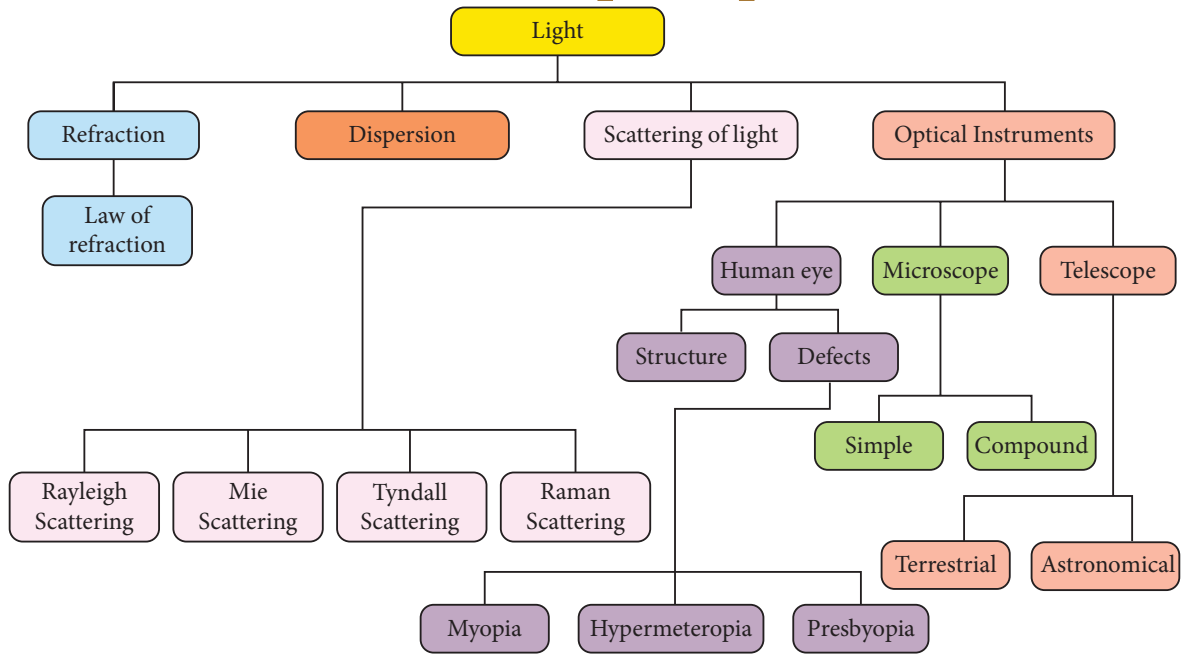 Light
Refraction
Dispersion
Scattering of light
Optical Instruments
Law of
refraction
Human eye
Microscope
Telescope
Structure
Defects
Simple
Compound
Rayleigh
Scattering
Mie
Scattering
Tyndall
Scattering
Raman
Scattering
Terrestrial
Astronomical
Myopia
Hypermeteropia
Presbyopia